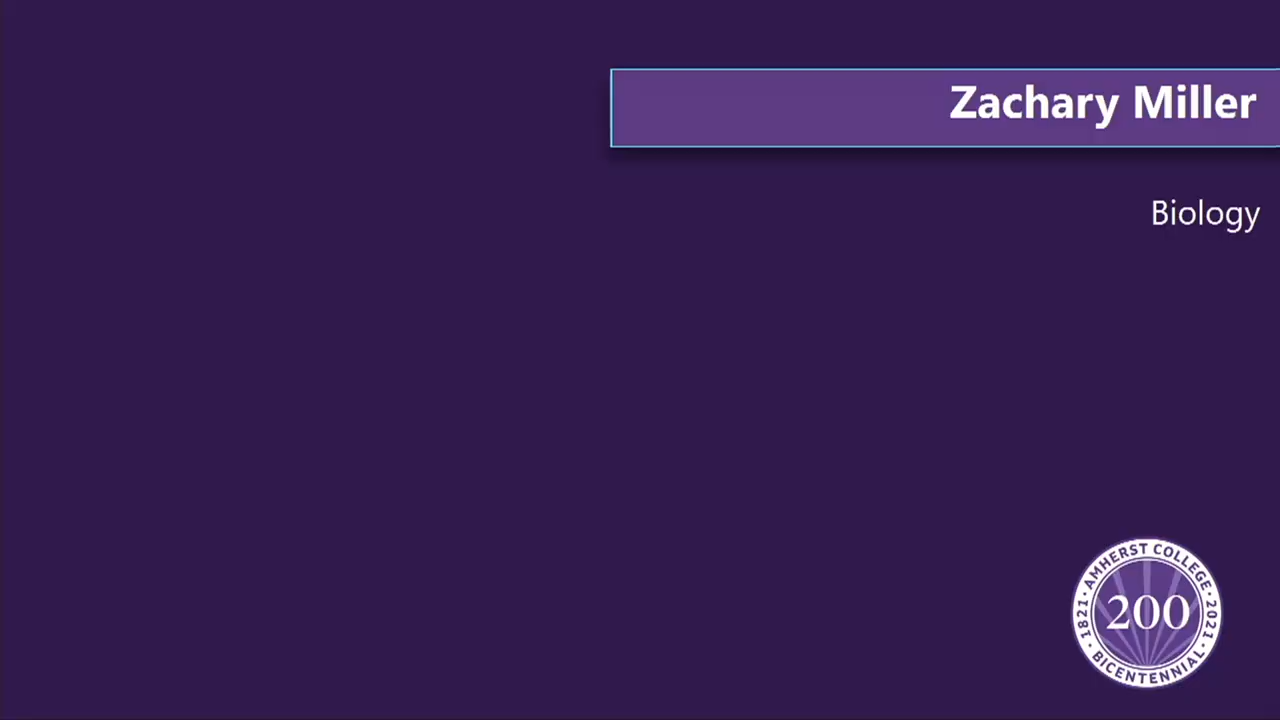 Zachary Miller
Biology
1821 · AMHERST COLLEGE · 2021
200
· BICENTENNIAL ·